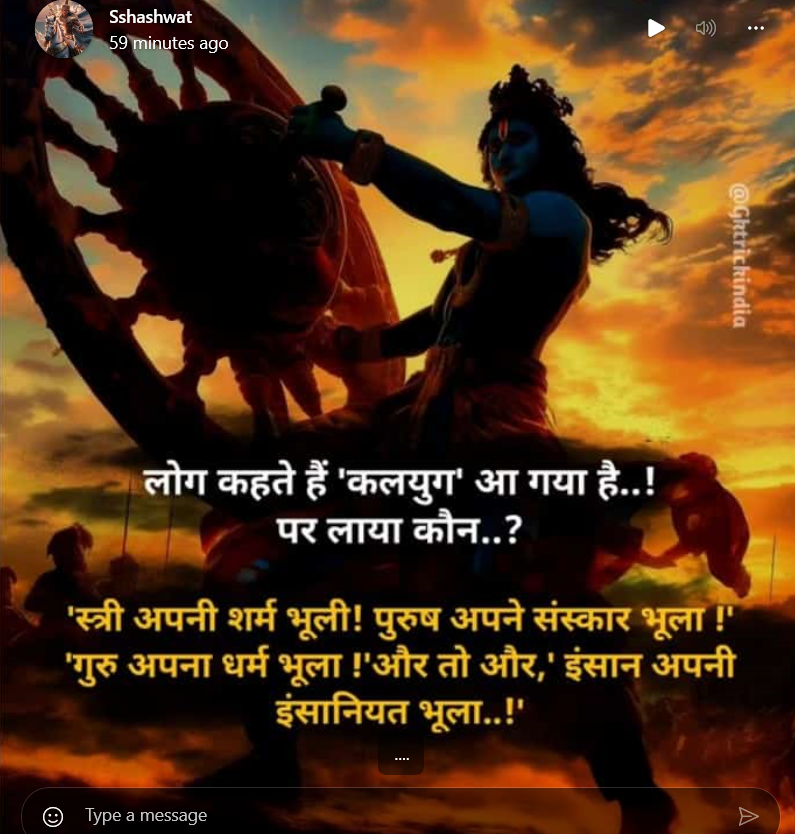 Sshashwat
59 minutes ago
@Gktrickindia
लोग कहते हैं 'कलयुग' आ गया है..!
पर लाया कौन..?
'स्त्री अपनी शर्म भूली! पुरुष अपने संस्कार भूला !'
'गुरु अपना धर्म भूला !'और तो और,' इंसान अपनी
इंसानियत भूला..!'
....
Type a message